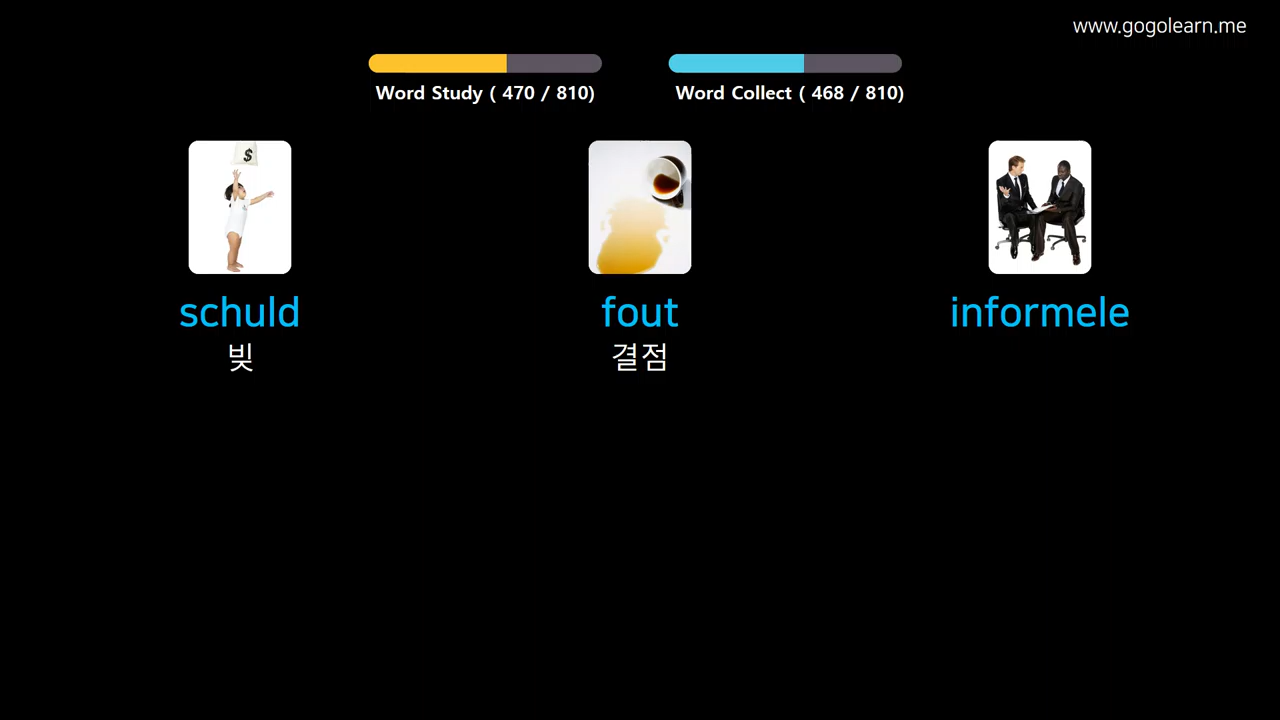 www.gogolearn.me
Word Study ( 470 / 810)
Word Collect ( 468 / 810)
$
schuld
빚
fout
결점
informele